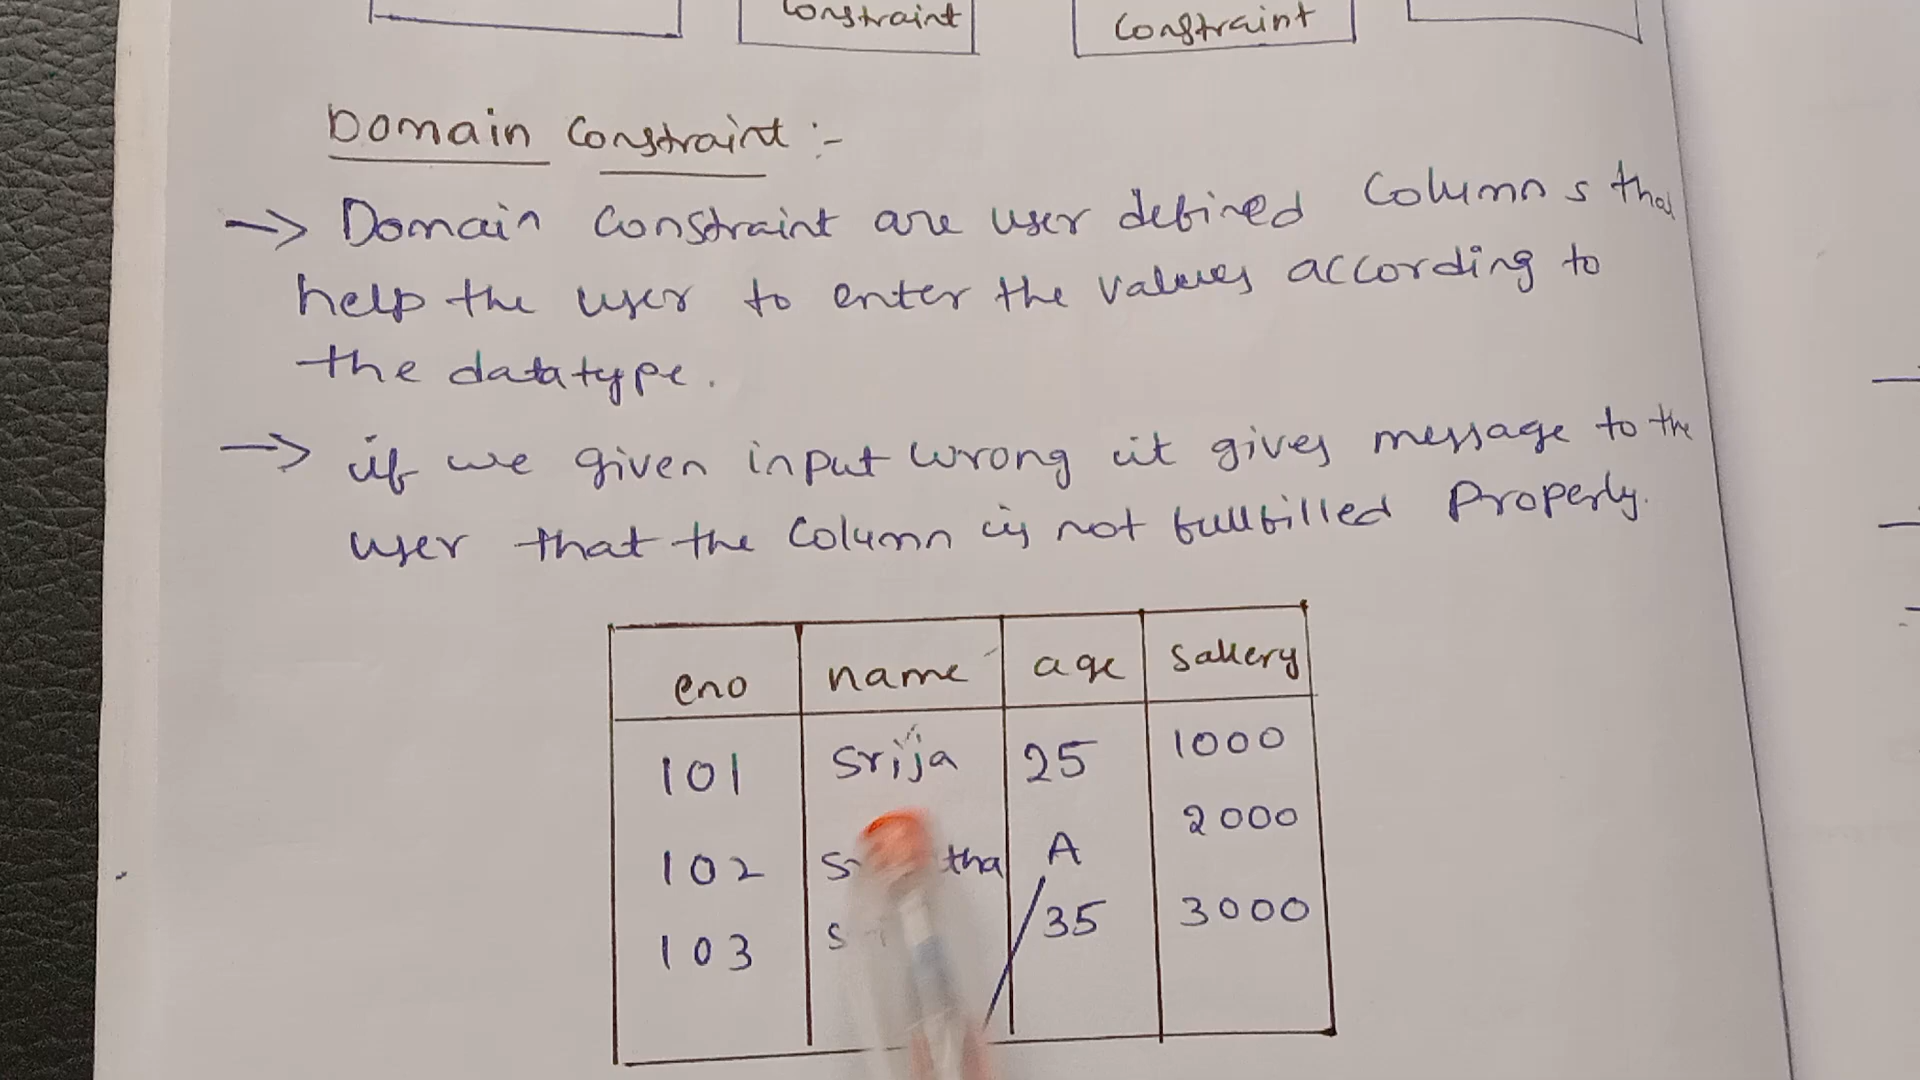 Constraint Constraint
Domain Constraint :-
→ Domain Constraint are user defined Columns that
help the user to enter the values according to
the datatype.
→ if we given input wrong it gives message to the
user that the Column is not fullfilled Properly.
eno name age sallery
101 Srija 25 1000
102 A 2000
103 35 3000